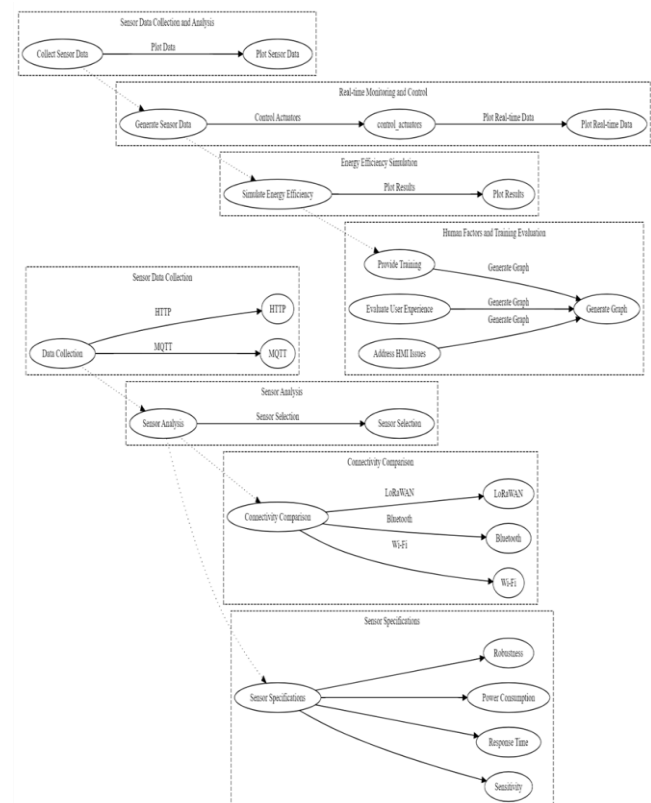 Sensor Data Collection and Analysis
Collect Sensor Data
Plot Data
Plot Sensor Data
Real-time Monitoring and Control
Generate Sensor Data
Control Actuators
control_actuators
Plot Real-time Data
Plot Real-time Data
Energy Efficiency Simulation
Simulate Energy Efficiency
Plot Results
Plot Results
Human Factors and Training Evaluation
Provide Training
Generate Graph
Evaluate User Experience
Generate Graph
Generate Graph
Generate Graph
Address HMI Issues
Sensor Data Collection
HTTP
HTTP
Data Collection
MQTT
MQTT
Sensor Analysis
Sensor Analysis
Sensor Selection
Sensor Selection
Connectivity Comparison
Connectivity Comparison
LoRaWAN
LoRaWAN
Bluetooth
Bluetooth
Wi-Fi
Wi-Fi
Sensor Specifications
Sensor Specifications
Robustness
Power Consumption
Response Time
Sensitivity